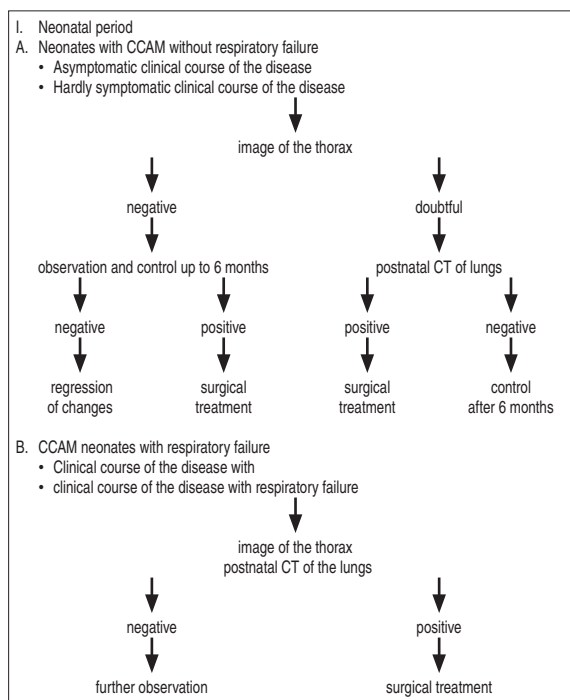 I. Neonatal period
A. Neonates with CCAM without respiratory failure
• Asymptomatic clinical course of the disease
• Hardly symptomatic clinical course of the disease
image of the thorax
negative doubtful
observation and control up to 6 months postnatal CT of lungs
negative positive positive negative
regression surgical surgical control
of changes treatment treatment after 6 months
B. CCAM neonates with respiratory failure
• Clinical course of the disease with
• clinical course of the disease with respiratory failure
image of the thorax
postnatal CT of the lungs
negative positive
further observation surgical treatment